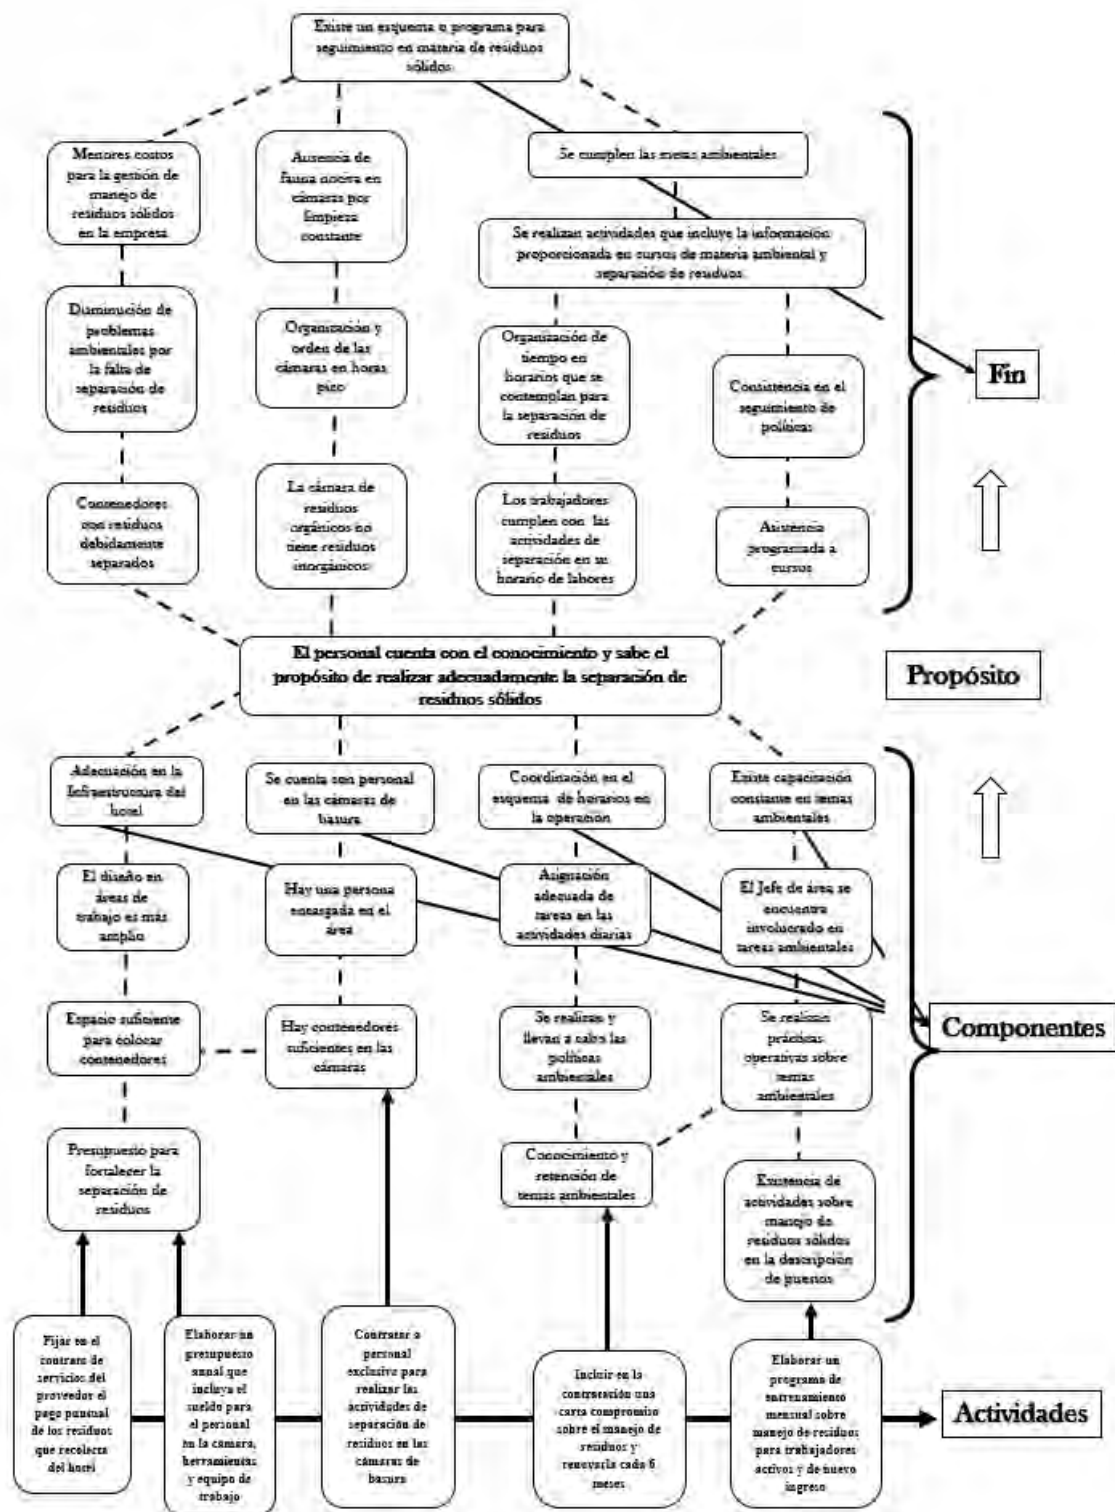 Existe un esquema o programa para
seguimiento en materia de residuos
sólidos
Menores costos
para la gestión de
manejo de
residuos sólidos
en la empresa
Ausencia de
fauna nociva en
cámaras por
limpieza
constante
Se cumplen las metas ambientales
Se realizan actividades que incluye la información
proporcionada en cursos de materia ambiental y
separación de residuos.
Disminución de
problemas
ambientales por
la falta de
separación de
residuos
Organización y
orden de las
cámaras en horas
pico
Organización de
tiempo en
horarios que se
contemplan para
la separación de
residuos
Consistencia en el
seguimiento de
políticas
Fin
Contenedores
con residuos
debidamente
separados
La cámara de
residuos
orgánicos no
tiene residuos
inorgánicos
Los trabajadores
cumplen con las
actividades de
separación en su
horario de labores
Asistencia
programada a
cursos
El personal cuenta con el conocimiento y sabe el
propósito de realizar adecuadamente la separación de
residuos sólidos
Propósito
Adecuación en la
Infraestructura del
hotel
Se cuenta con personal
en las cámaras de
basura
Coordinación en el
esquema de horarios en
la operación
Existe capacitación
constante en temas
ambientales
El diseño en
áreas de
trabajo es más
amplio
Hay una persona
encargada en el
área
Asignación
adecuada de
tareas en las
actividades diarias
El Jefe de área se
encuentra
involucrado en
tareas ambientales
Espacio suficiente
para colocar
contenedores
Hay contenedores
suficientes en las
cámaras
Se realizan y
llevan a cabo las
políticas
ambientales
Se realizan
prácticas
operativas sobre
temas
ambientales
Componentes
Presupuesto para
fortalecer la
separación de
residuos
Conocimiento y
retención de
temas ambientales
Existencia de
actividades sobre
manejo de
residuos sólidos
en la descripción
de puestos
Fijar en el
contrato de
servicios del
proveedor el
pago puntual
de los residuos
que recolecta
del hotel
Elaborar un
presupuesto
anual que
incluya el
sueldo para
el personal
en la cámara,
herramientas
y equipo de
trabajo
Contratar a
personal
exclusivo para
realizar las
actividades de
separación de
residuos en las
cámaras de
basura
Incluir en la
contratación una
carta compromiso
sobre el manejo de
residuos y
renovarla cada 6
meses
Elaborar un
programa de
entrenamiento
mensual sobre
manejo de residuos
para trabajadores
activos y de nuevo
ingreso
Actividades